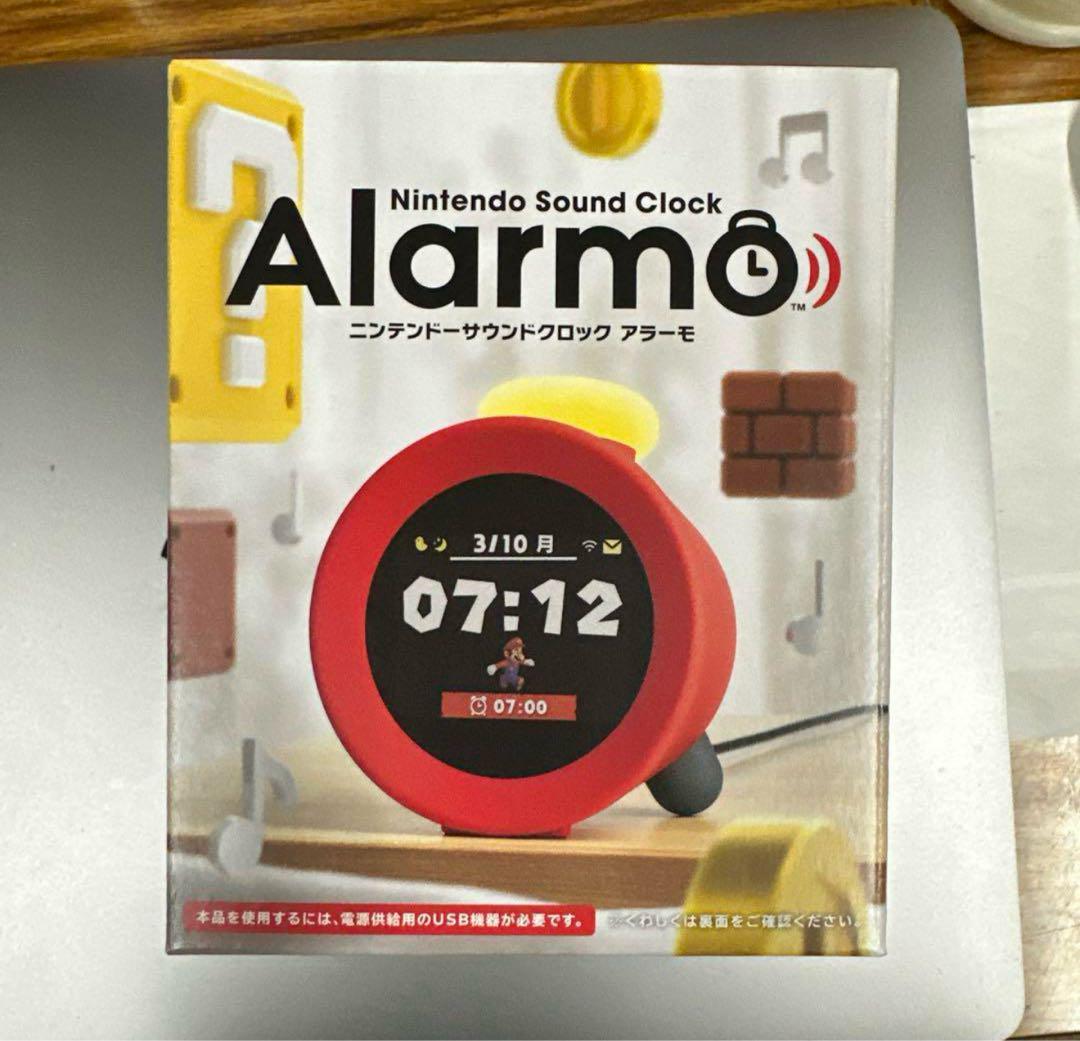 Nintendo Sound Clock
Alarmo
TM
ニンテンドーサウンドクロック アラーモ
3/10 月
07:12
07:00
本品を使用するには、電源供給用のUSB機器が必要です。 ※くわしくは裏面をご確認ください。